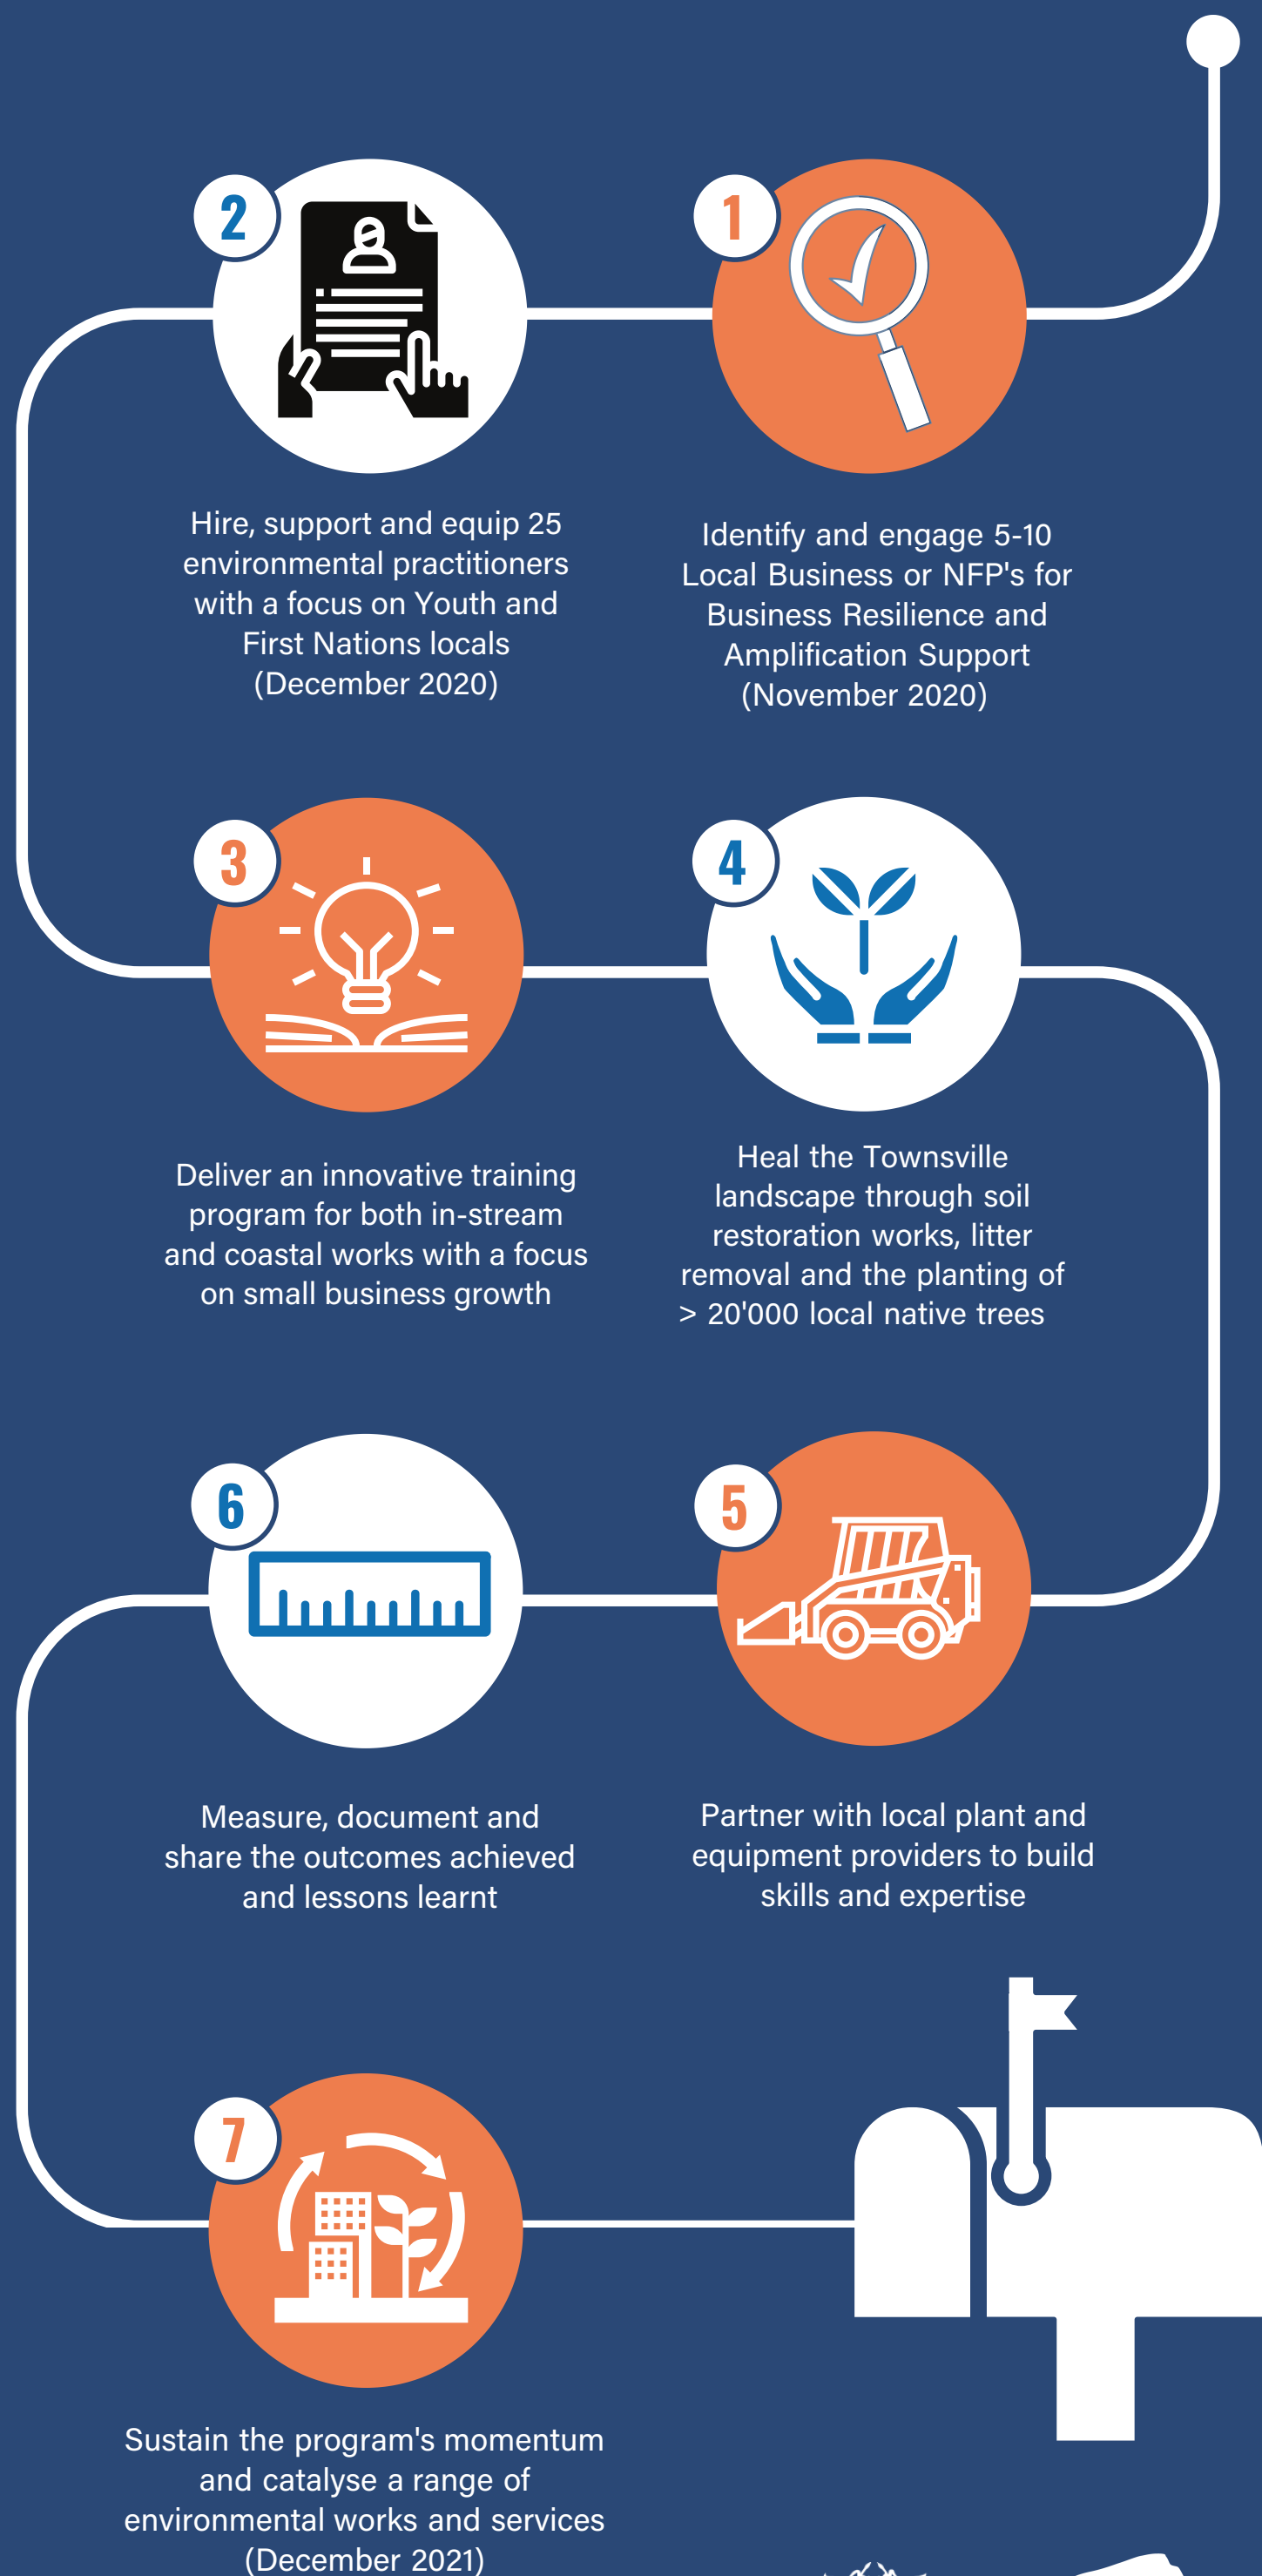 1
Identify and engage 5-10
Local Business or NFP's for
Business Resilience and
Amplification Support
(November 2020)
2
Hire, support and equip 25
environmental practitioners
with a focus on Youth and
First Nations locals
(December 2020)
3
Deliver an innovative training
program for both in-stream
and coastal works with a focus
on small business growth
4
Heal the Townsville
landscape through soil
restoration works, litter
removal and the planting of
> 20'000 local native trees
5
Partner with local plant and
equipment providers to build
skills and expertise
6
Measure, document and
share the outcomes achieved
and lessons learnt
7
Sustain the program's momentum
and catalyse a range of
environmental works and services
(December 2021)